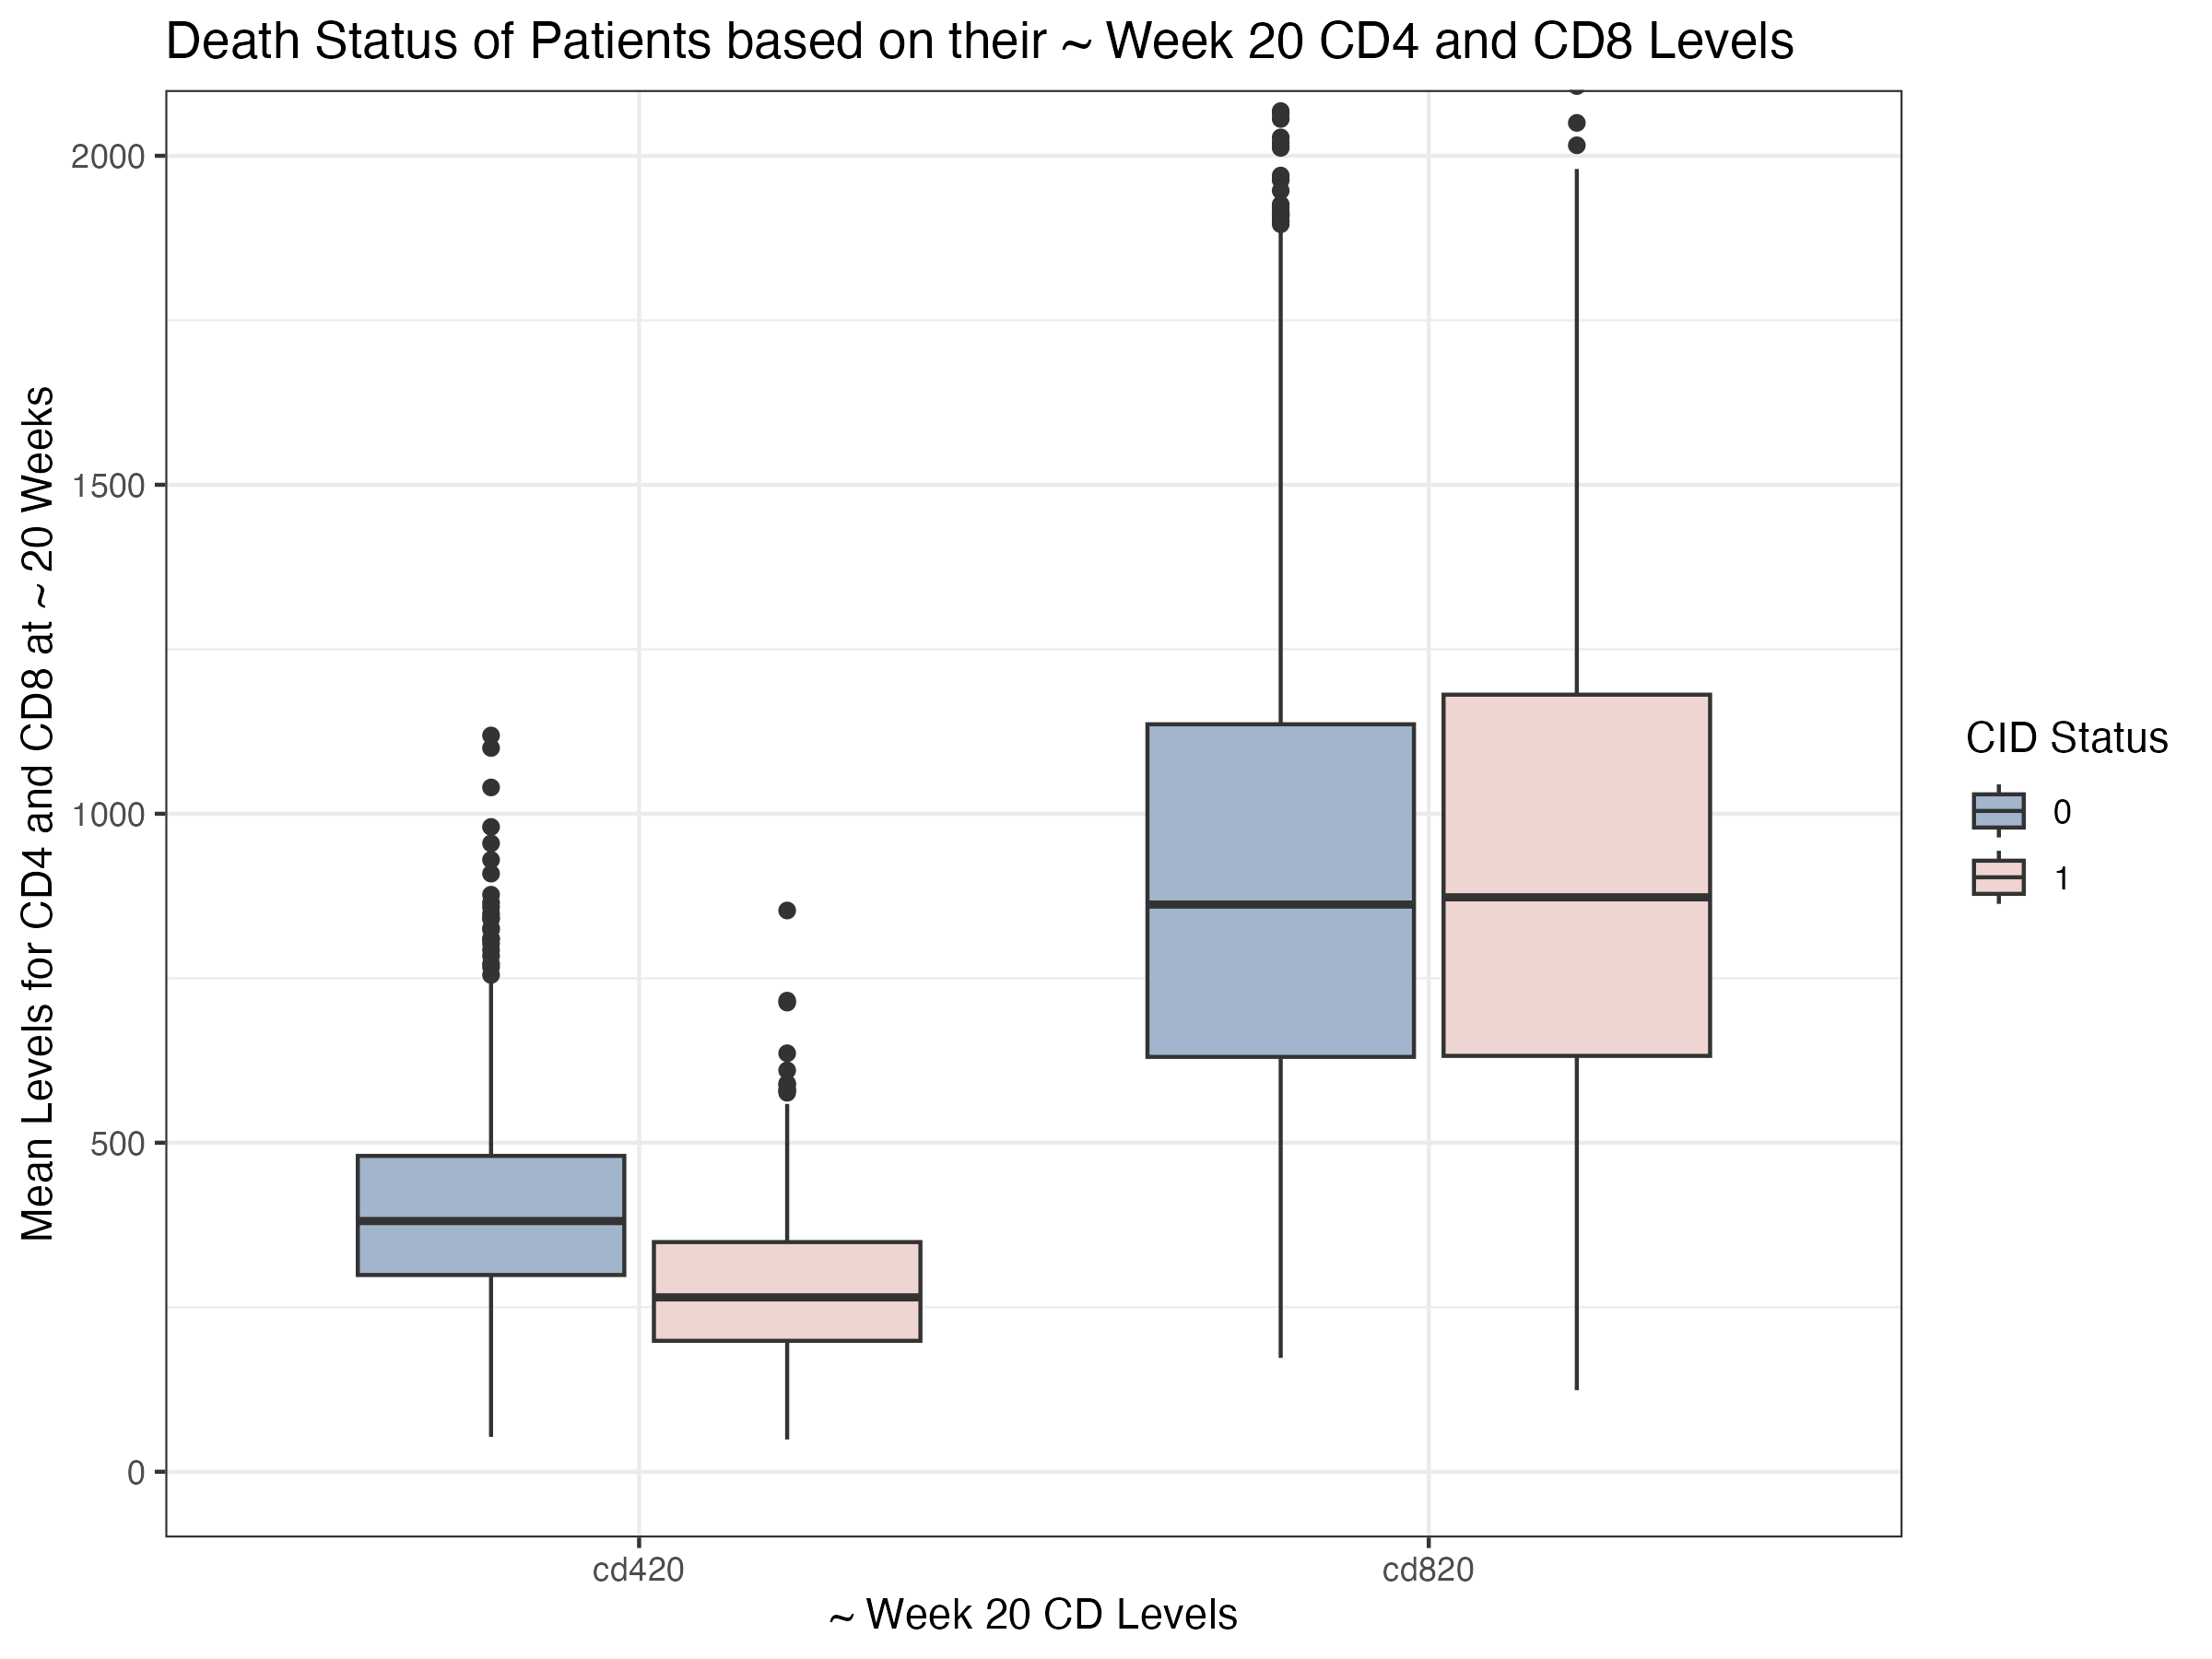 Death Status of Patients based on their ~ Week 20 CD4 and CD8 Levels
Mean Levels for CD4 and CD8 at ~ 20 Weeks
2000
1500
1000
500
0
cd420
cd820
~ Week 20 CD Levels
CID Status
0
1